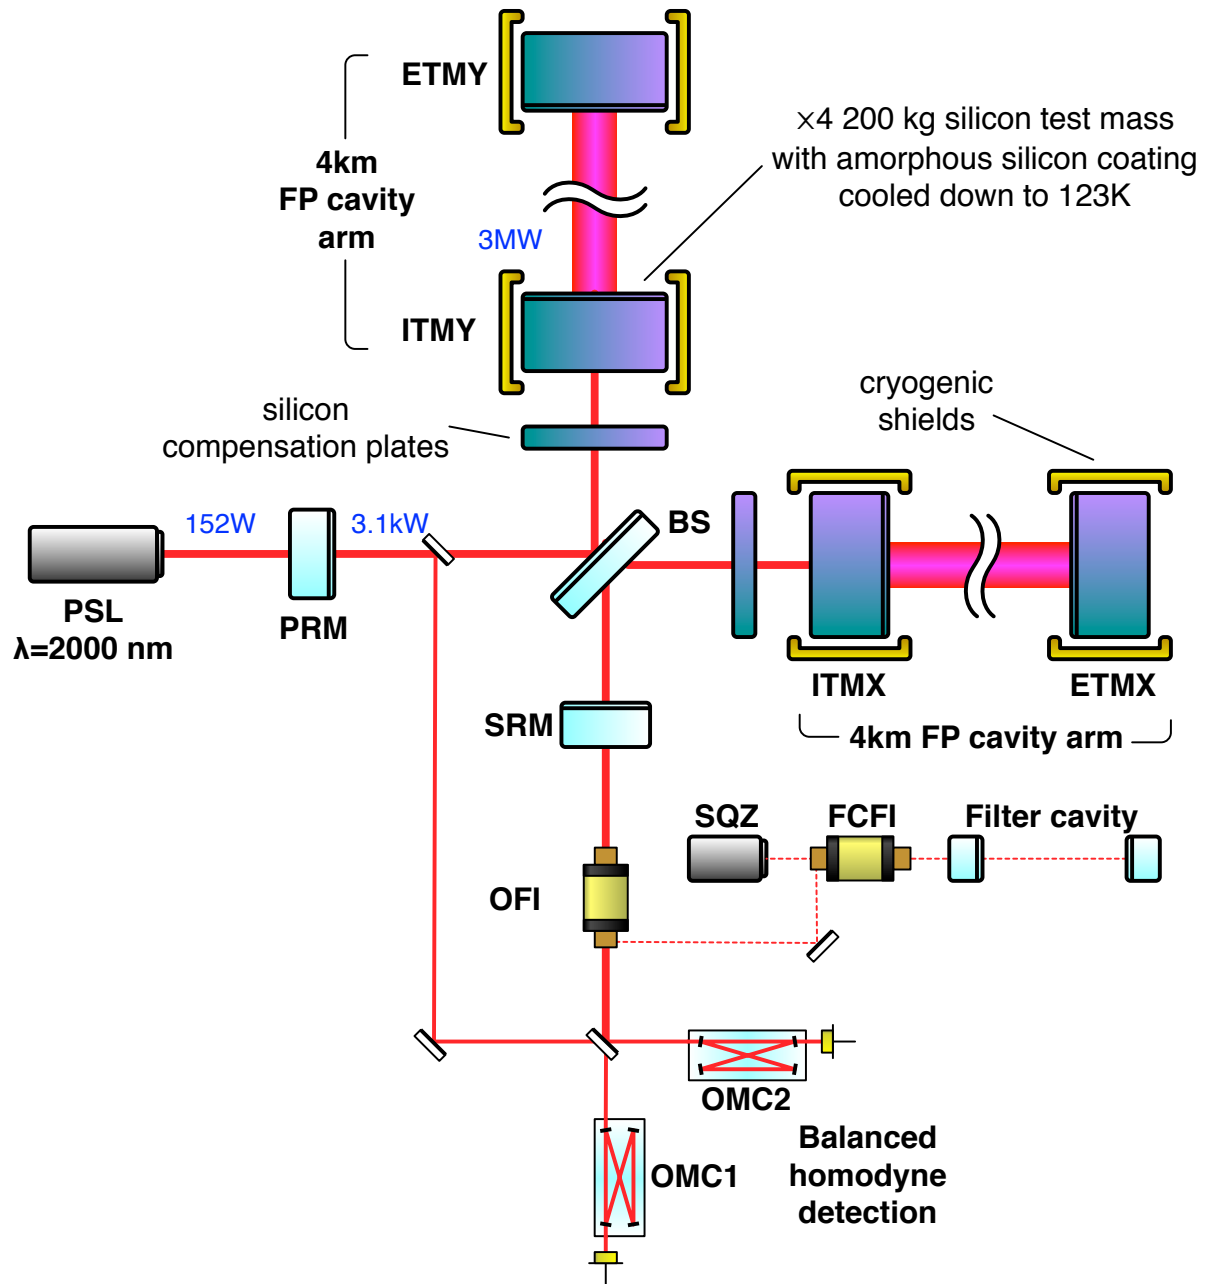 ETMY
4km
FP cavity
arm
×4 200 kg silicon test mass
with amorphous silicon coating
cooled down to 123K
3MW
ITMY
silicon
compensation plates
cryogenic
shields
152W
3.1kW
BS
PSL
λ=2000 nm
PRM
ITMX
ETMX
4km FP cavity arm
SRM
SQZ
FCFI
Filter cavity
OFI
OMC2
OMC1
Balanced
homodyne
detection